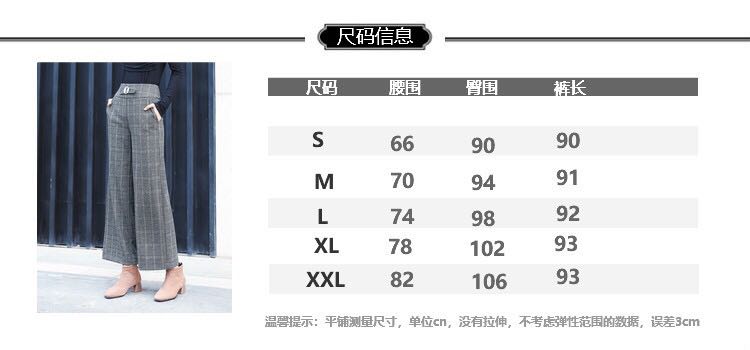 尺码信息
尺码 腰围 臀围 裤长
S 66 90 90
M 70 94 91
L 74 98 92
XL 78 102 93
XXL 82 106 93
温馨提示：平铺测量尺寸，单位cn，没有拉伸，不考虑弹性范围的数据，误差3cm